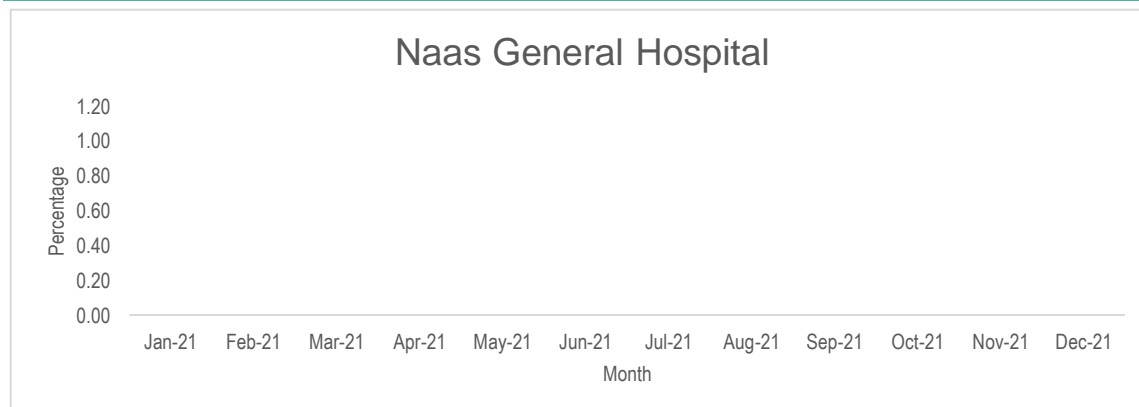 Naas General Hospital
1.20
1.00
0.80
0.60
0.40
0.20
0.00
Percentage
Jan-21 Feb-21 Mar-21 Apr-21 May-21 Jun-21 Jul-21 Aug-21 Sep-21 Oct-21 Nov-21 Dec-21
Month